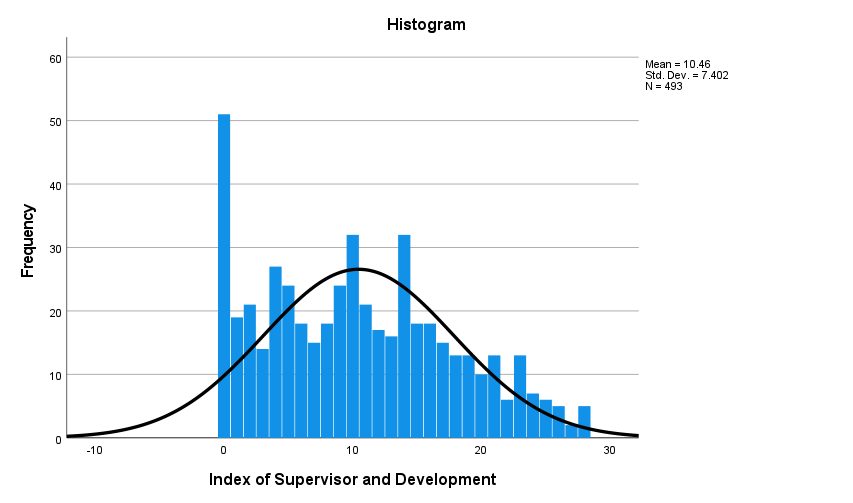 Histogram
Mean = 10.46
Std. Dev. = 7.402
N = 493
60
50
40
30
20
10
0
Frequency
-10 0 10 20 30
Index of Supervisor and Development